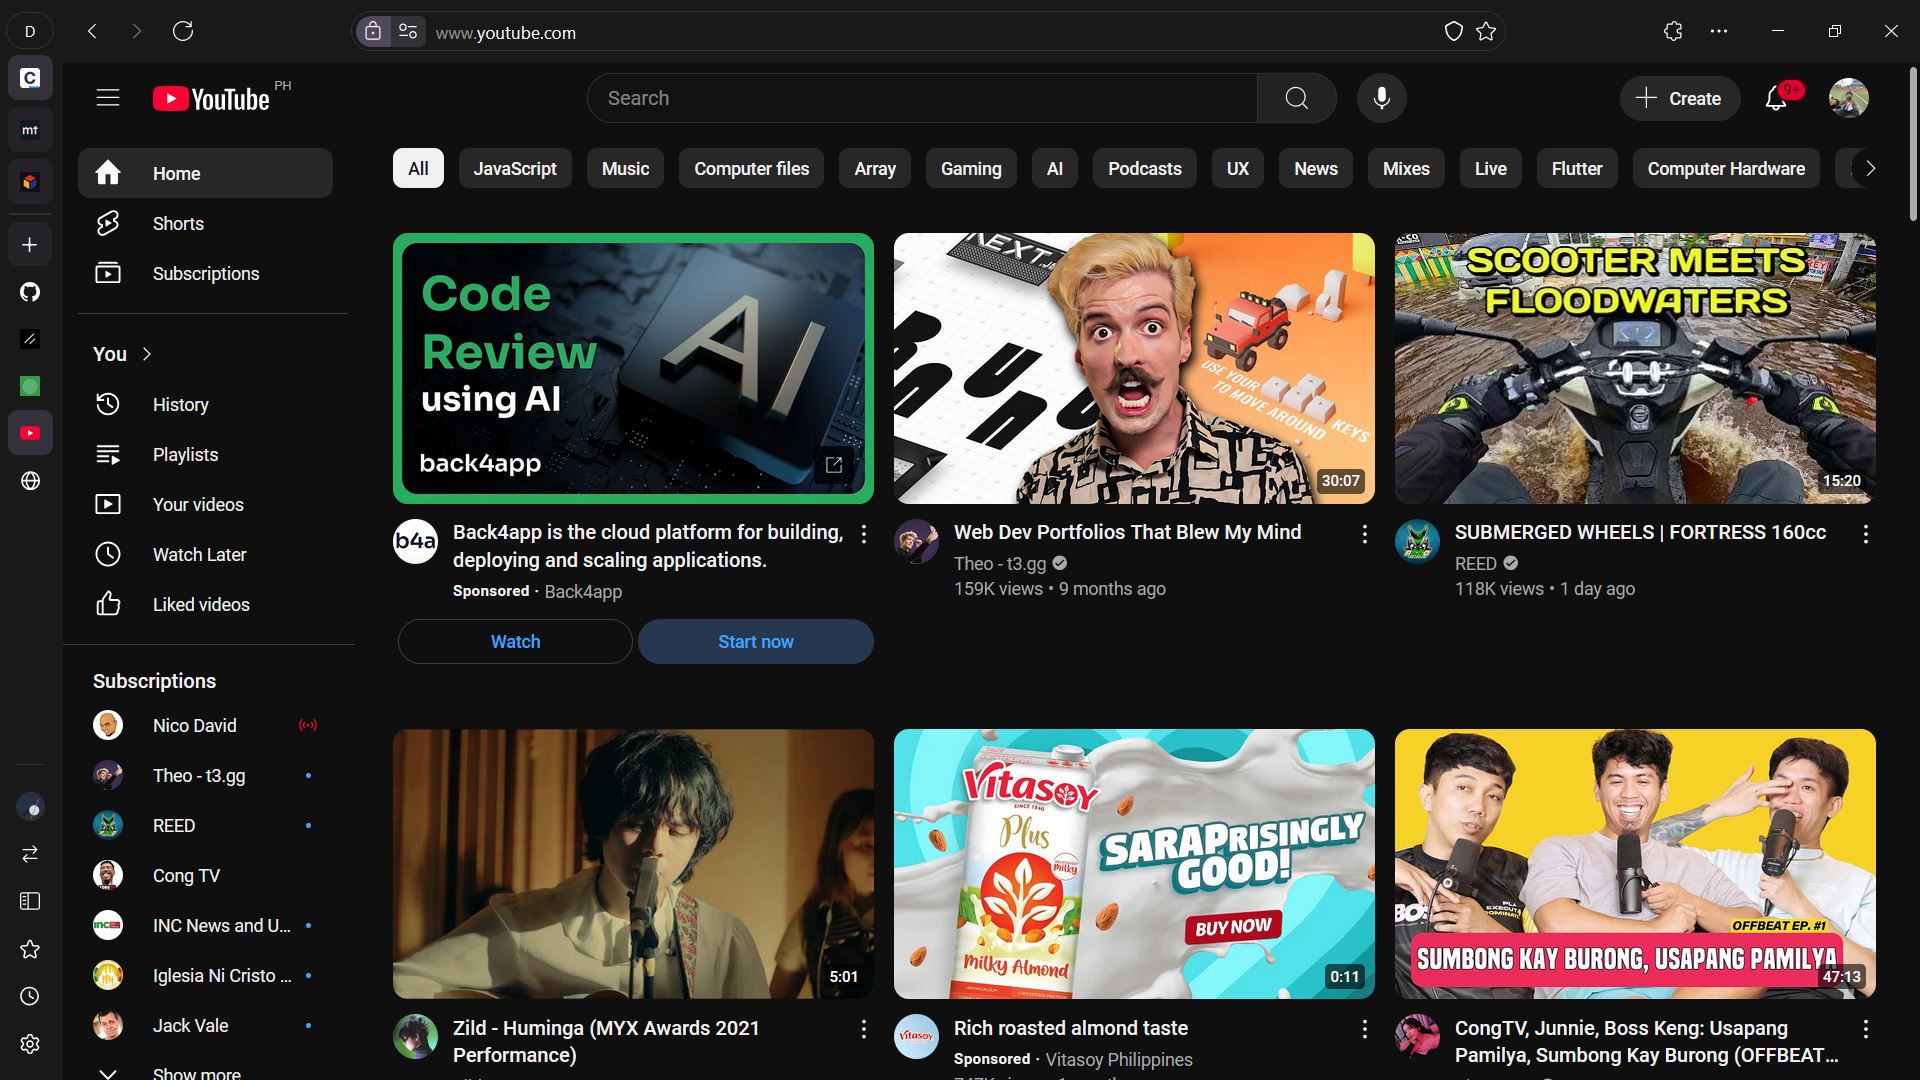 D
www.youtube.com
C
mt
YouTube PH
Search
Create
9+
Home
Shorts
Subscriptions
You
History
Playlists
Your videos
Watch Later
Liked videos
Subscriptions
Nico David
Theo - t3.gg
REED
Cong TV
INC News and U...
Iglesia Ni Cristo ...
Jack Vale
Show more
All
JavaScript
Music
Computer files
Array
Gaming
AI
Podcasts
UX
News
Mixes
Live
Flutter
Computer Hardware
Code
Review
using AI
back4app
AI
b4a
Back4app is the cloud platform for building,
deploying and scaling applications.
Sponsored · Back4app
Watch
Start now
NEXT.JS
USE YOUR
KEYS
TO MOVE AROUND
30:07
Web Dev Portfolios That Blew My Mind
Theo - t3.gg
159K views • 9 months ago
SCOOTER MEETS
FLOODWATERS
15:20
SUBMERGED WHEELS | FORTRESS 160cc
REED
118K views • 1 day ago
5:01
Zild - Huminga (MYX Awards 2021
Performance)
Vitasoy
SINCE 1940
Plus
Milky Almond
SARAPRISINGLY
GOOD!
BUY NOW
0:11
Vitasoy
Rich roasted almond taste
Sponsored · Vitasoy Philippines
OFFBEAT EP. #1
SUMBONG KAY BURONG, USAPANG PAMILYA
47:13
CongTV, Junnie, Boss Keng: Usapang
Pamilya, Sumbong Kay Burong (OFFBEAT...